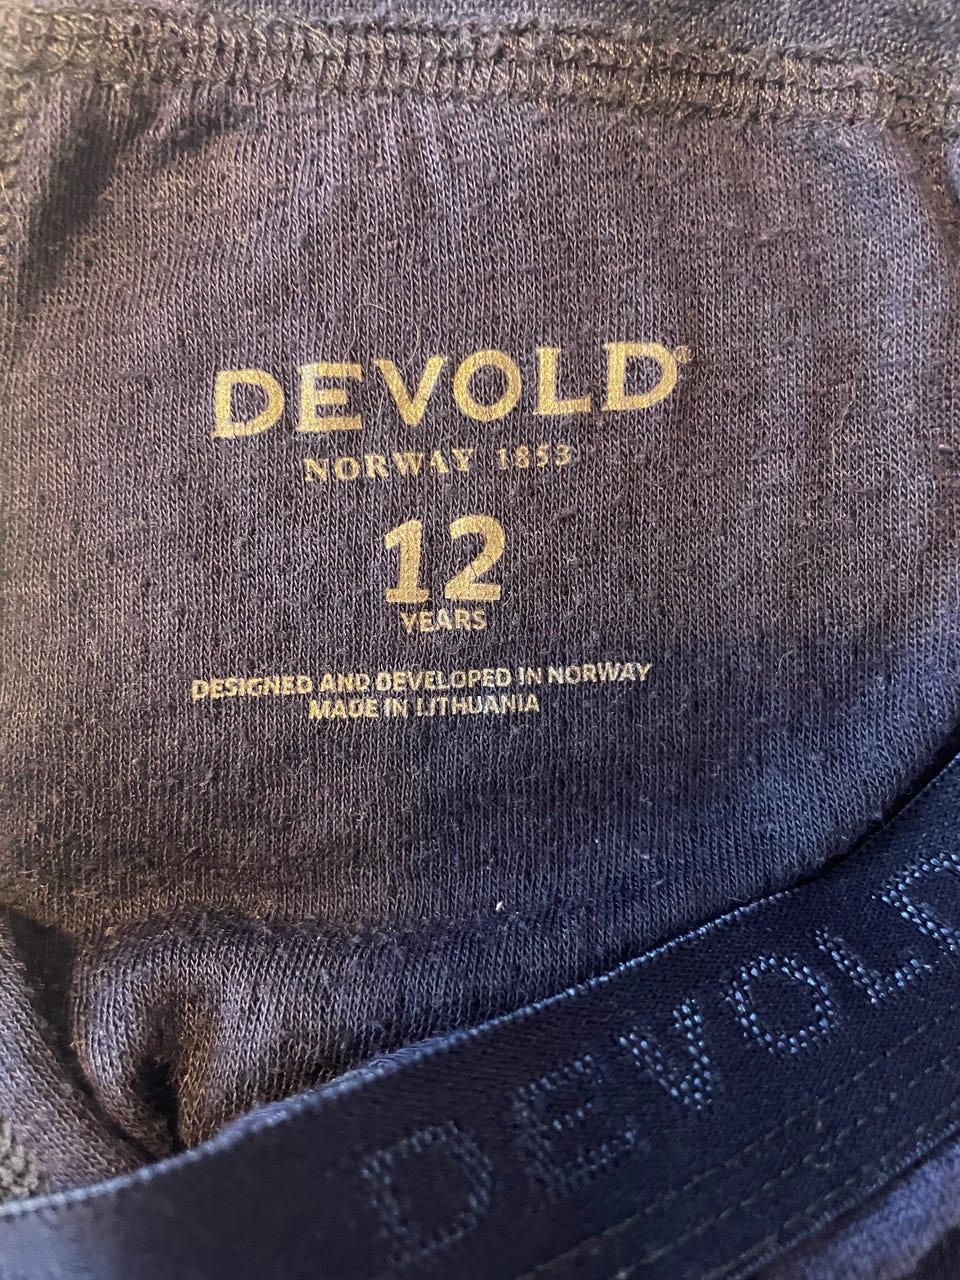 DEVOLD®
NORWAY 1853
12
YEARS
DESIGNED AND DEVELOPED IN NORWAY
MADE IN LITHUANIA
DEVOLD